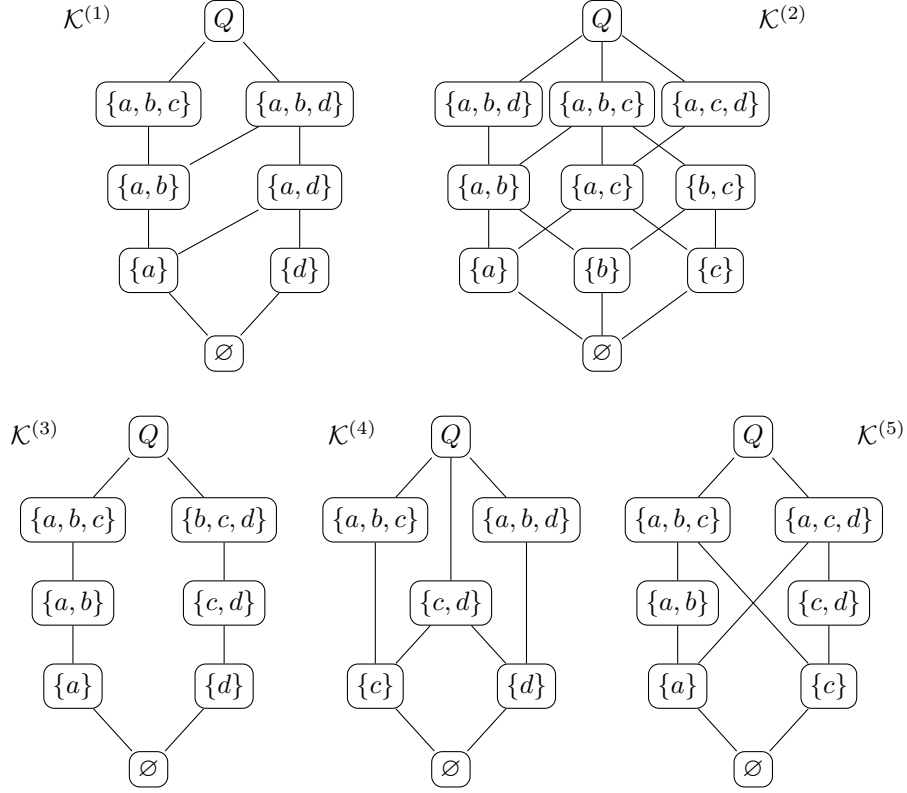 𝒦⁽¹⁾ Q Q 𝒦⁽²⁾
{a, b, c} {a, b, d} {a, b, d} {a, b, c} {a, c, d}
{a, b} {a, d} {a, b} {a, c} {b, c}
{a} {d} {a} {b} {c}
∅ ∅
𝒦⁽³⁾ Q 𝒦⁽⁴⁾ Q Q 𝒦⁽⁵⁾
{a, b, c} {b, c, d} {a, b, c} {a, b, d} {a, b, c} {a, c, d}
{a, b} {c, d} {c, d} {a, b} {c, d}
{a} {d} {c} {d} {a} {c}
∅ ∅ ∅